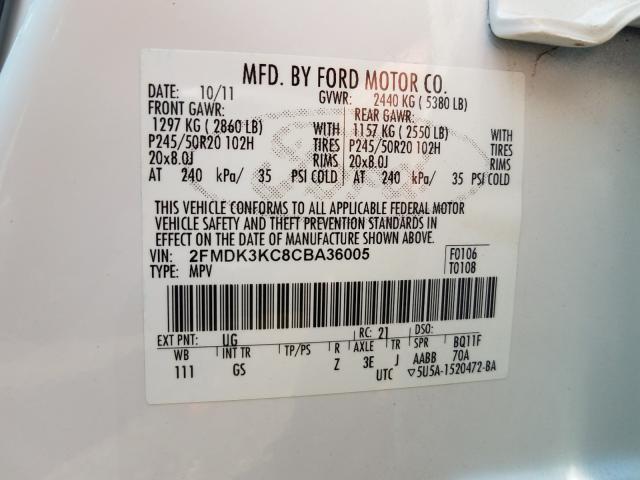 MFD. BY FORD MOTOR CO.
DATE: 10/11 GVWR: 2440 KG ( 5380 LB)
FRONT GAWR: REAR GAWR:
1297 KG ( 2860 LB) WITH 1157 KG ( 2550 LB) WITH
P245/50R20 102H TIRES P245/50R20 102H TIRES
20x8.0J RIMS 20x8.0J RIMS
AT 240 kPa/ 35 PSI COLD AT 240 kPa/ 35 PSI COLD
THIS VEHICLE CONFORMS TO ALL APPLICABLE FEDERAL MOTOR
VEHICLE SAFETY AND THEFT PREVENTION STANDARDS IN
EFFECT ON THE DATE OF MANUFACTURE SHOWN ABOVE.
VIN: 2FMDK3KC8CBA36005 F0106
TYPE: MPV T0108
EXT PNT: UG RC: 21 DSO:
WB INT TR TP/PS R AXLE TR SPR BQ11F
111 GS Z 3E J AABB 70A
UTC ▽5U5A-1520472-BA